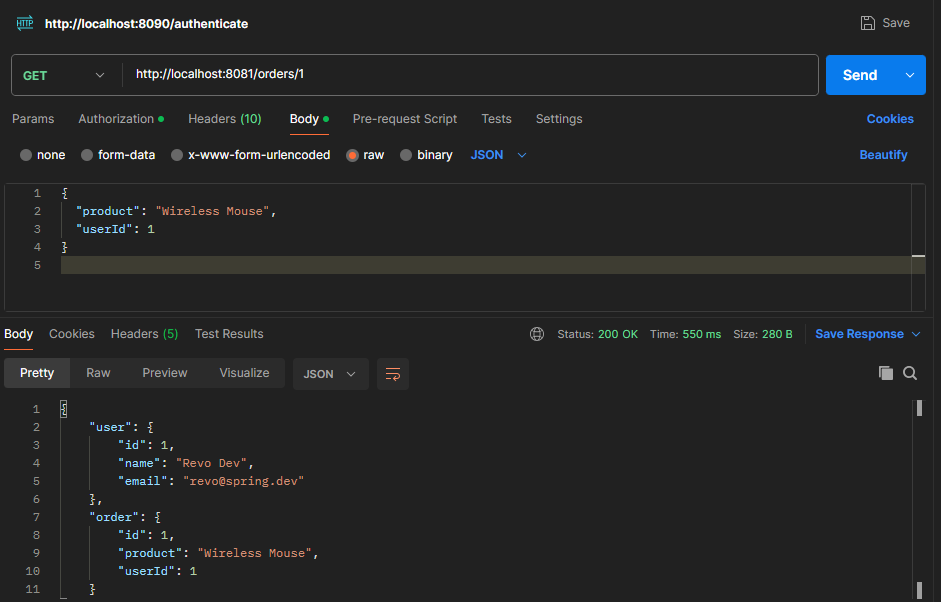 HTTP http://localhost:8090/authenticate Save
GET http://localhost:8081/orders/1 Send
Params Authorization Headers (10) Body Pre-request Script Tests Settings Cookies
none form-data x-www-form-urlencoded raw binary JSON Beautify
1 {
2 "product": "Wireless Mouse",
3 "userId": 1
4 }
5
Body Cookies Headers (5) Test Results Status: 200 OK Time: 550 ms Size: 280 B Save Response
Pretty Raw Preview Visualize JSON
1 {
2 "user": {
3 "id": 1,
4 "name": "Revo Dev",
5 "email": "revo@spring.dev"
6 },
7 "order": {
8 "id": 1,
9 "product": "Wireless Mouse",
10 "userId": 1
11 }